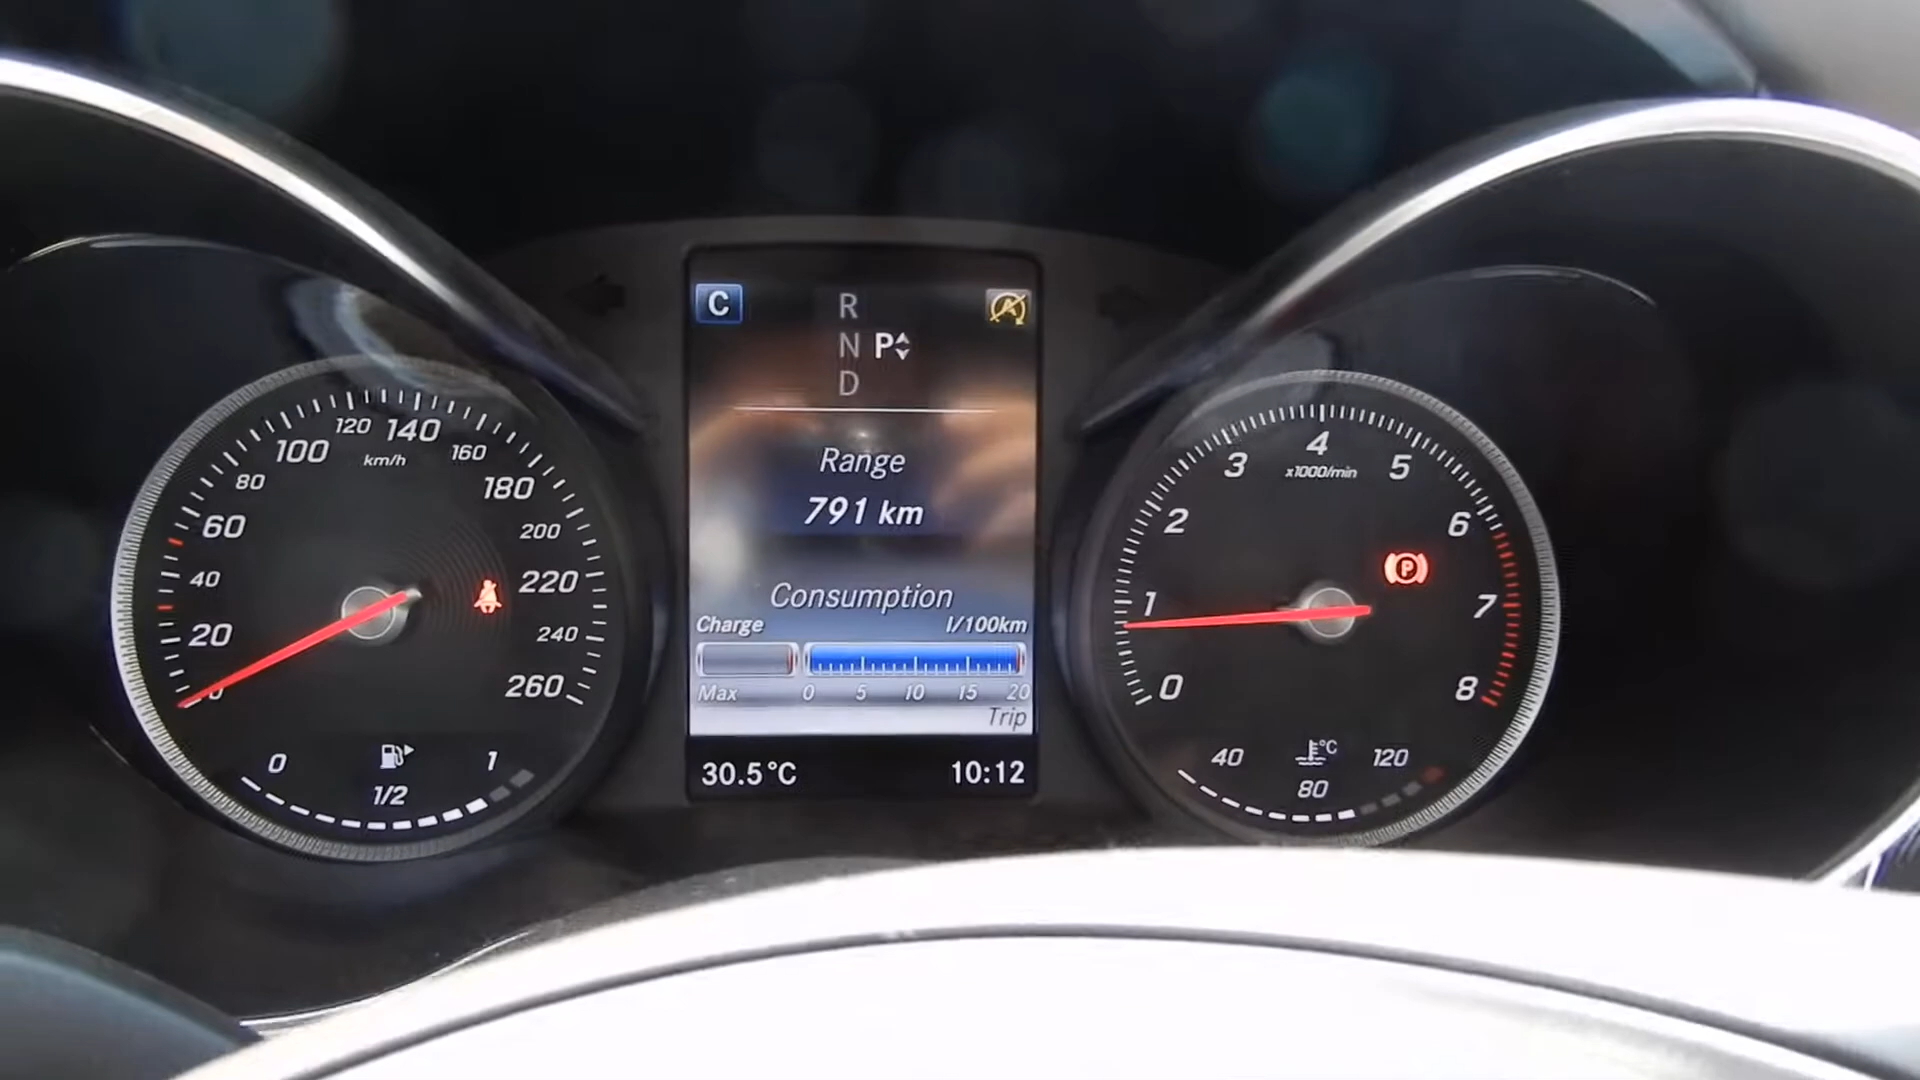 C
R
N P
D
Range
791 km
Consumption
Charge l/100km
Max 0 5 10 15 20
Trip
30.5°C 10:12
0
20
40
60
80
100
120
140
160
180
200
220
240
260
km/h
0 1/2 1
0
1
2
3
4
5
6
7
8
x1000/min
P
°C
40 80 120